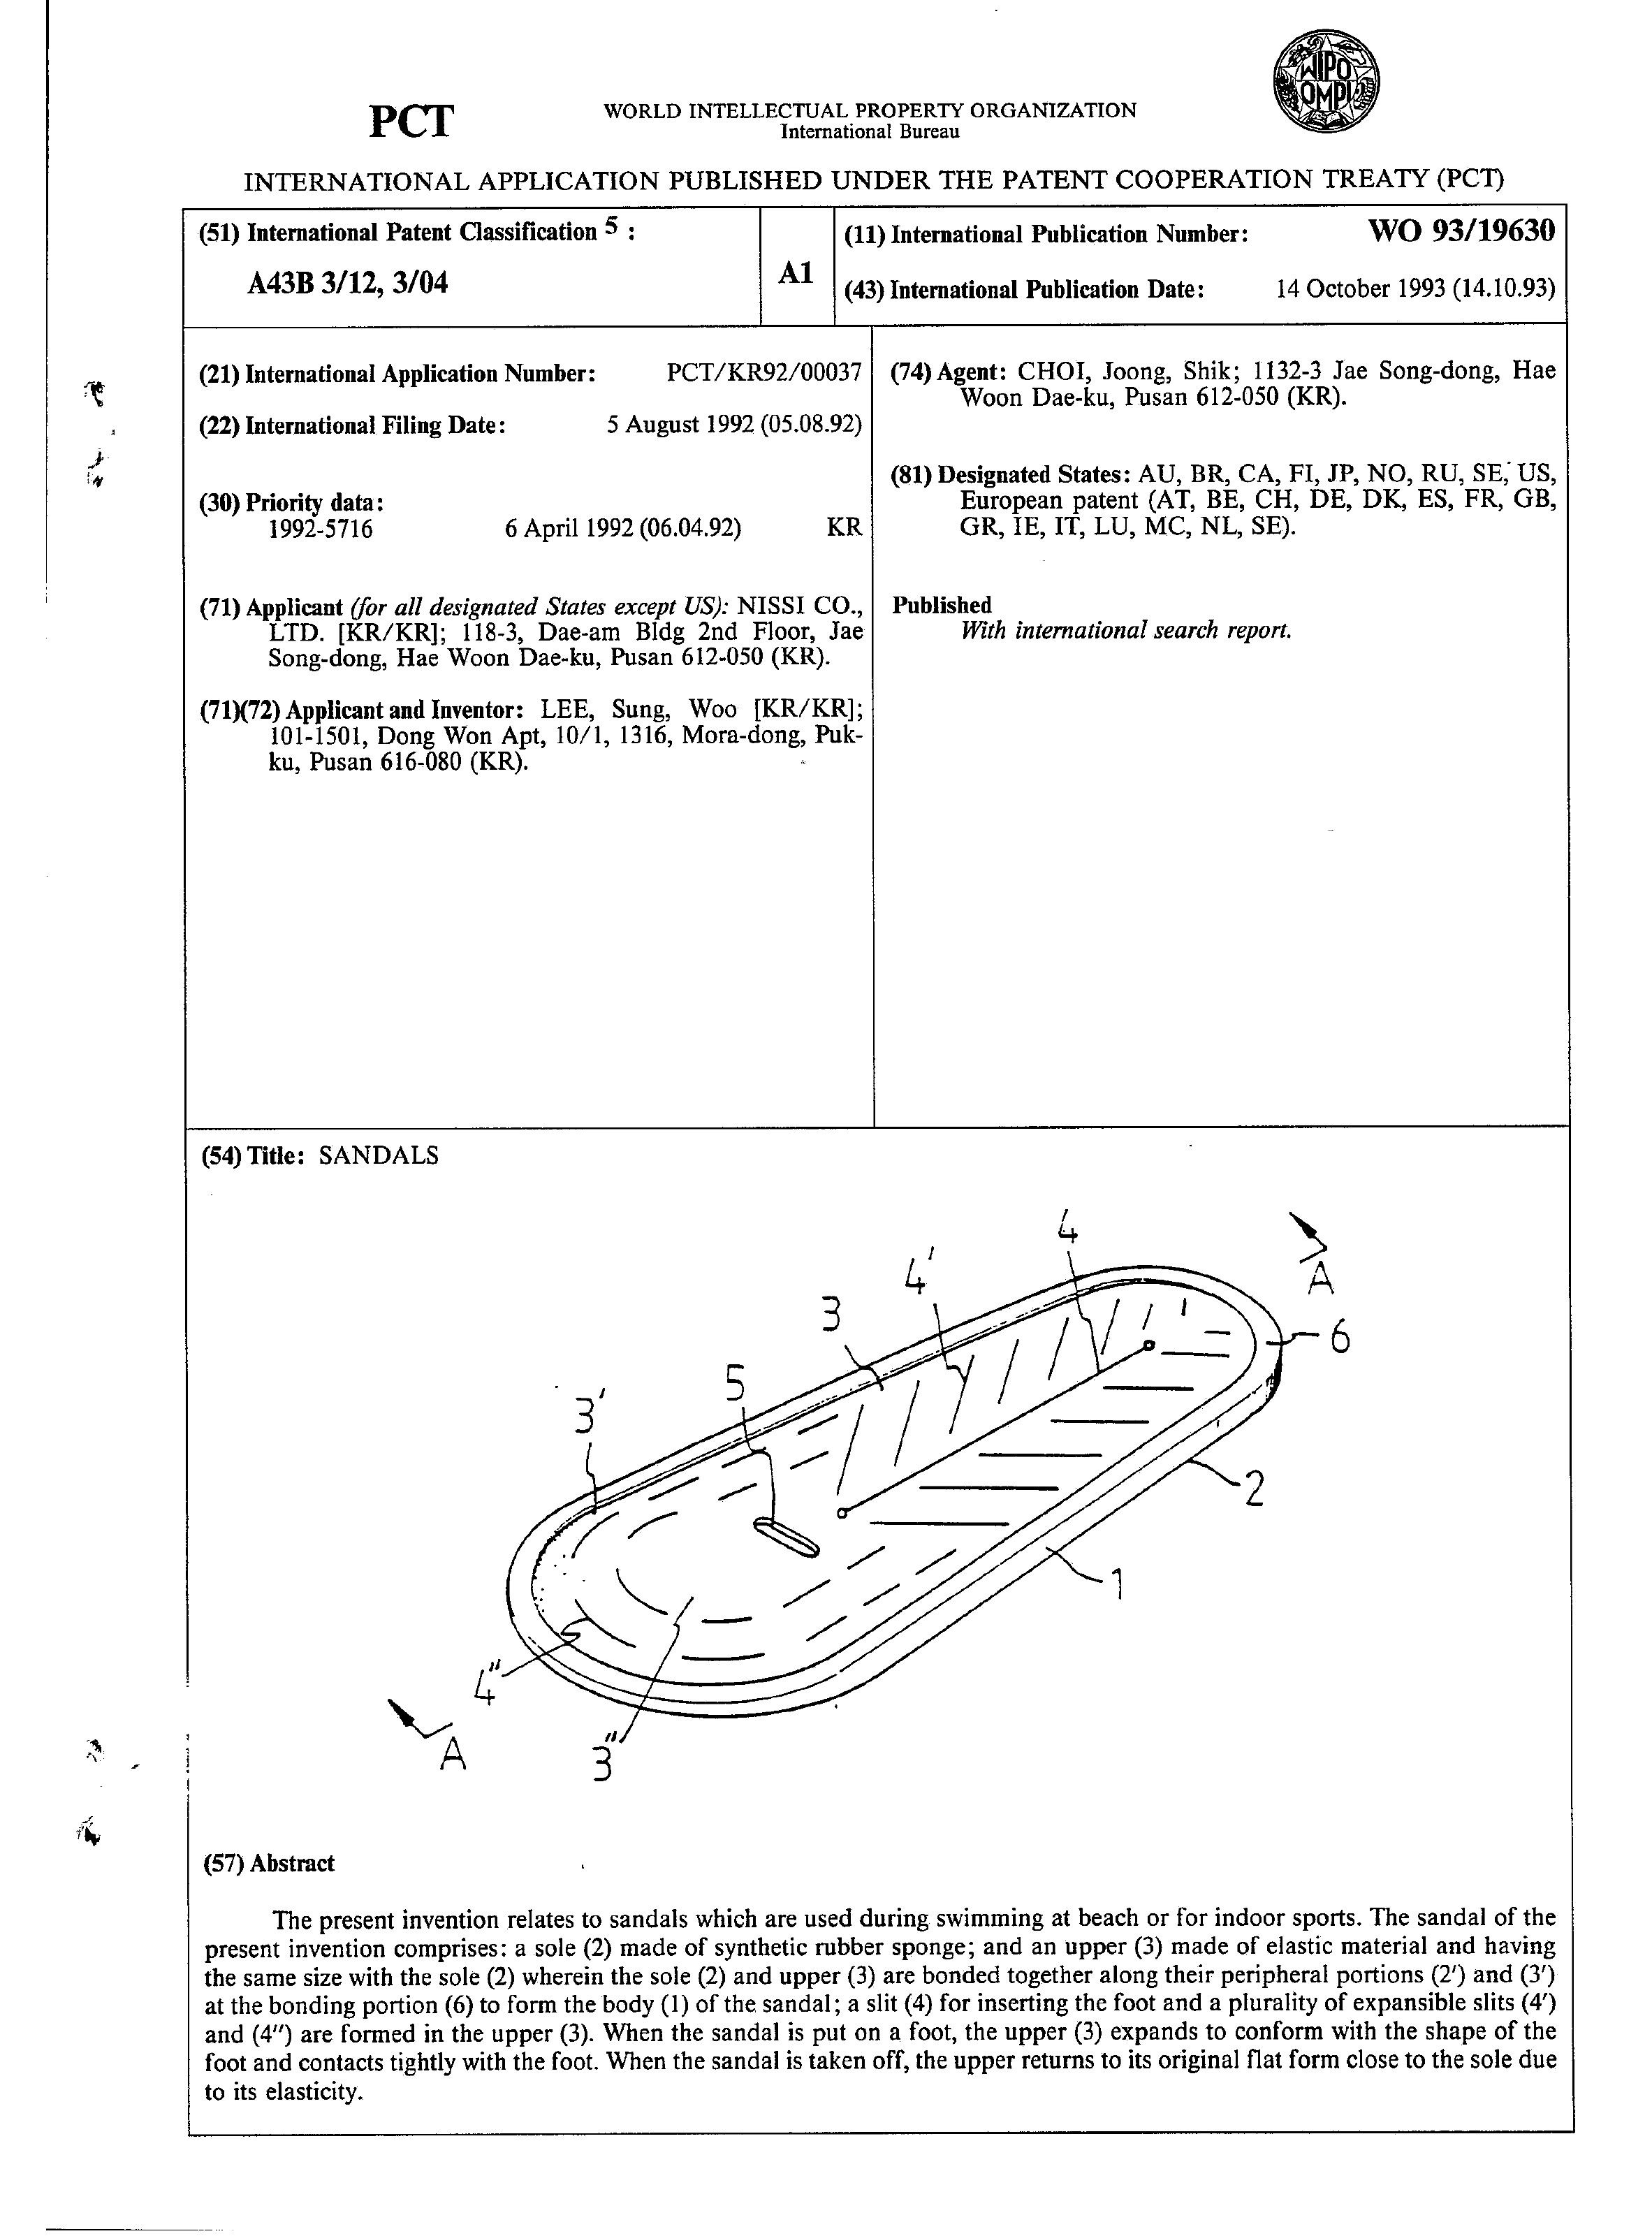 WIPO
OMPI
PCT
WORLD INTELLECTUAL PROPERTY ORGANIZATION
International Bureau
INTERNATIONAL APPLICATION PUBLISHED UNDER THE PATENT COOPERATION TREATY (PCT)
(51) International Patent Classification 5 :
A43B 3/12, 3/04
A1
(11) International Publication Number: WO 93/19630
(43) International Publication Date: 14 October 1993 (14.10.93)
(21) International Application Number: PCT/KR92/00037
(22) International Filing Date: 5 August 1992 (05.08.92)
(30) Priority data:
1992-5716 6 April 1992 (06.04.92) KR
(71) Applicant (for all designated States except US): NISSI CO.,
LTD. [KR/KR]; 118-3, Dae-am Bldg 2nd Floor, Jae
Song-dong, Hae Woon Dae-ku, Pusan 612-050 (KR).
(71)(72) Applicant and Inventor: LEE, Sung, Woo [KR/KR];
101-1501, Dong Won Apt, 10/1, 1316, Mora-dong, Puk-
ku, Pusan 616-080 (KR).
(74) Agent: CHOI, Joong, Shik; 1132-3 Jae Song-dong, Hae
Woon Dae-ku, Pusan 612-050 (KR).
(81) Designated States: AU, BR, CA, FI, JP, NO, RU, SE, US,
European patent (AT, BE, CH, DE, DK, ES, FR, GB,
GR, IE, IT, LU, MC, NL, SE).
Published
With international search report.
(54) Title: SANDALS
4
4'
A
3
6
5
3'
2
1
4"
A
3"
(57) Abstract
The present invention relates to sandals which are used during swimming at beach or for indoor sports. The sandal of the
present invention comprises: a sole (2) made of synthetic rubber sponge; and an upper (3) made of elastic material and having
the same size with the sole (2) wherein the sole (2) and upper (3) are bonded together along their peripheral portions (2') and (3')
at the bonding portion (6) to form the body (1) of the sandal; a slit (4) for inserting the foot and a plurality of expansible slits (4')
and (4") are formed in the upper (3). When the sandal is put on a foot, the upper (3) expands to conform with the shape of the
foot and contacts tightly with the foot. When the sandal is taken off, the upper returns to its original flat form close to the sole due
to its elasticity.